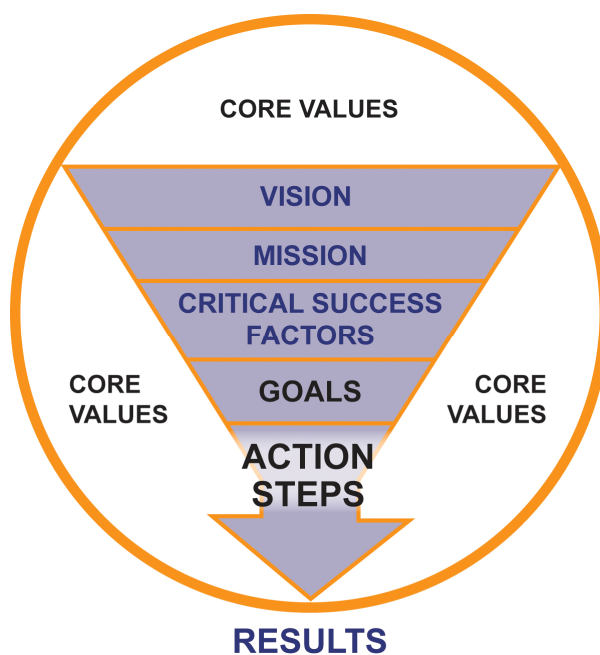 CORE VALUES
VISION
MISSION
CRITICAL SUCCESS
FACTORS
GOALS
CORE
VALUES
CORE
VALUES
ACTION
STEPS
RESULTS